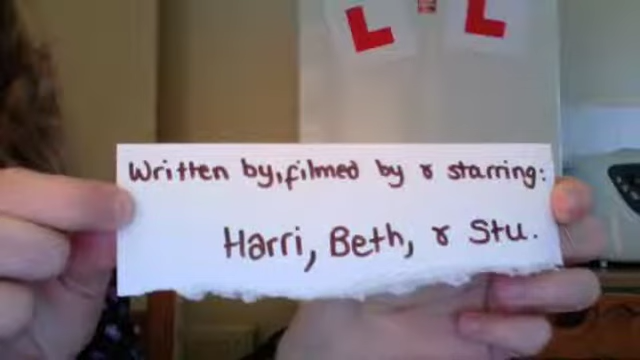 L L
Written by, filmed by & starring:
Harri, Beth, & Stu.